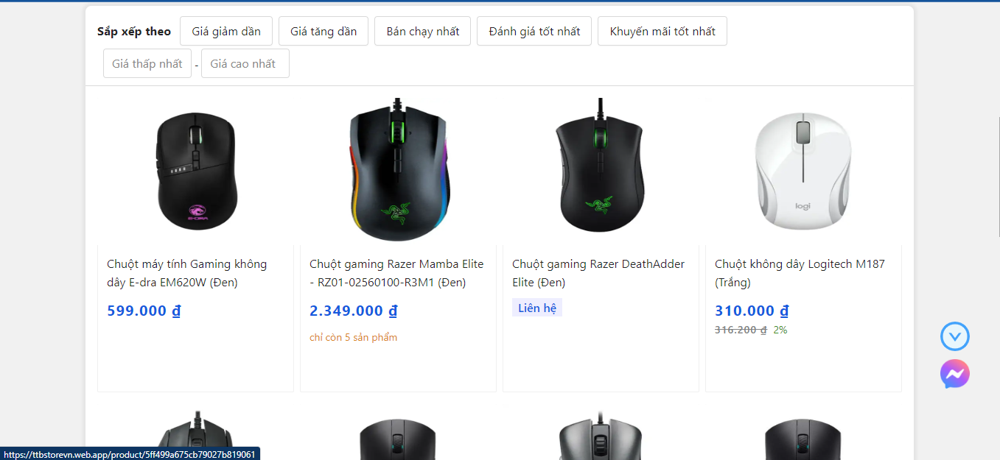 Sắp xếp theo Giá giảm dần Giá tăng dần Bán chạy nhất Đánh giá tốt nhất Khuyến mãi tốt nhất
Giá thấp nhất - Giá cao nhất
E-DRA
logi
Chuột máy tính Gaming không
dây E-dra EM620W (Đen)
599.000 ₫
Chuột gaming Razer Mamba Elite
- RZ01-02560100-R3M1 (Đen)
2.349.000 ₫
chỉ còn 5 sản phẩm
Chuột gaming Razer DeathAdder
Elite (Đen)
Liên hệ
Chuột không dây Logitech M187
(Trắng)
310.000 ₫
316.200 ₫ 2%
https://ttbstorevn.web.app/product/5ff499a675cb79027b819061